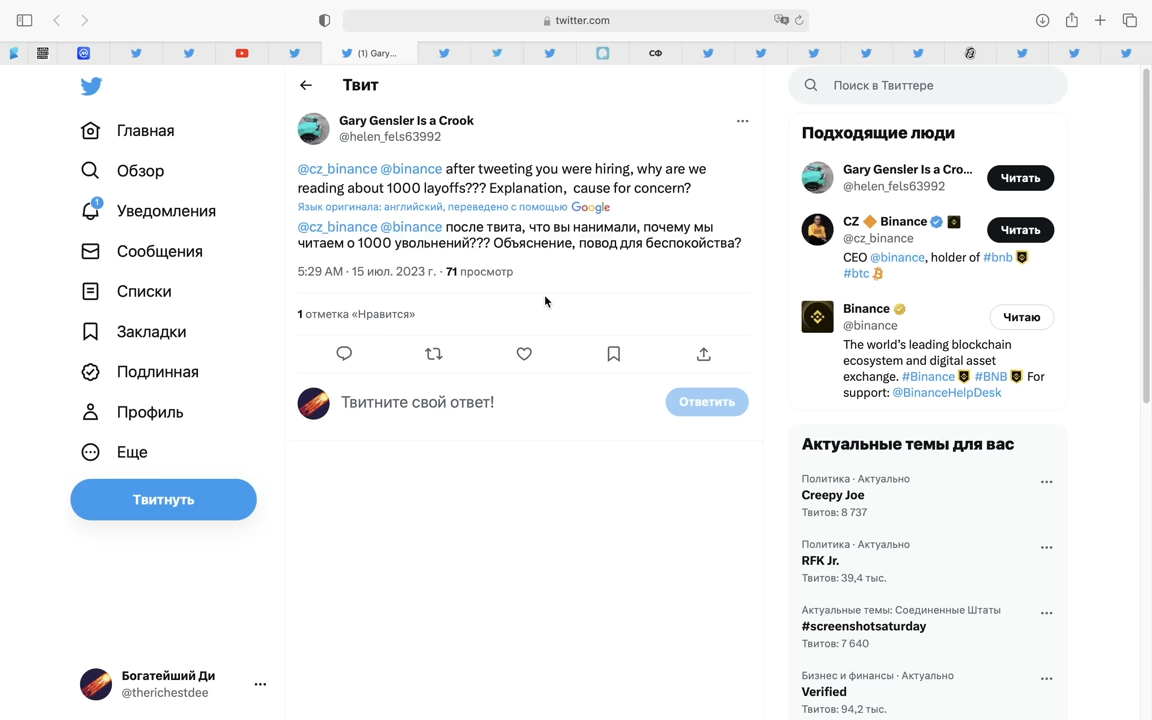 twitter.com
(1) Gary...
СФ
Главная
Обзор
1
Уведомления
Сообщения
Списки
Закладки
Подлинная
Профиль
Еще
Твитнуть
Богатейший Ди
@therichestdee
Твит
Gary Gensler Is a Crook
@helen_fels63992
@cz_binance @binance after tweeting you were hiring, why are we
reading about 1000 layoffs??? Explanation, cause for concern?
Язык оригинала: английский, переведено с помощью Google
@cz_binance @binance после твита, что вы нанимали, почему мы
читаем о 1000 увольнений??? Объяснение, повод для беспокойства?
5:29 AM · 15 июл. 2023 г. · 71 просмотр
1 отметка «Нравится»
Твитните свой ответ!
Ответить
Поиск в Твиттере
Подходящие люди
Gary Gensler Is a Cro...
@helen_fels63992
Читать
CZ 🔶 Binance
@cz_binance
Читать
CEO @binance, holder of #bnb
#btc
Binance
@binance
Читаю
The world's leading blockchain
ecosystem and digital asset
exchange. #Binance #BNB For
support: @BinanceHelpDesk
Актуальные темы для вас
Политика · Актуально
Creepy Joe
Твитов: 8 737
Политика · Актуально
RFK Jr.
Твитов: 39,4 тыс.
Актуальные темы: Соединенные Штаты
#screenshotsaturday
Твитов: 7 640
Бизнес и финансы · Актуально
Verified
Твитов: 94,2 тыс.